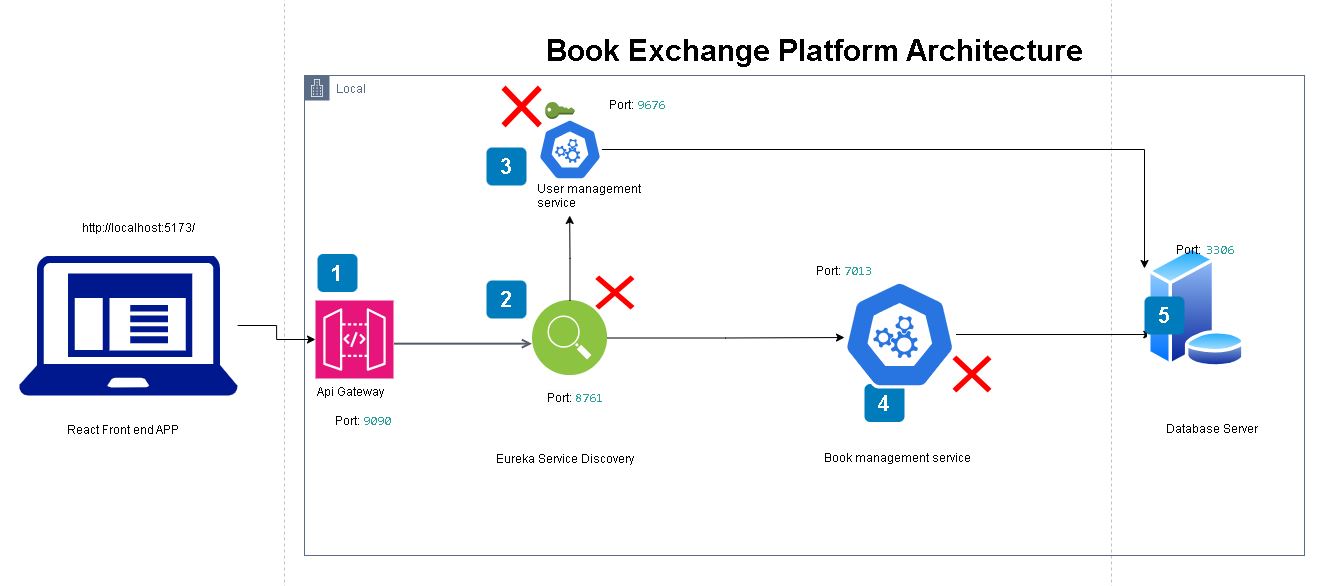 Book Exchange Platform Architecture
Local
Port: 9676
3
User management
service
http://localhost:5173/
1
2
Port: 7013
Port: 3306
5
Api Gateway
Port: 9090
Port: 8761
4
React Front end APP
Eureka Service Discovery
Book management service
Database Server